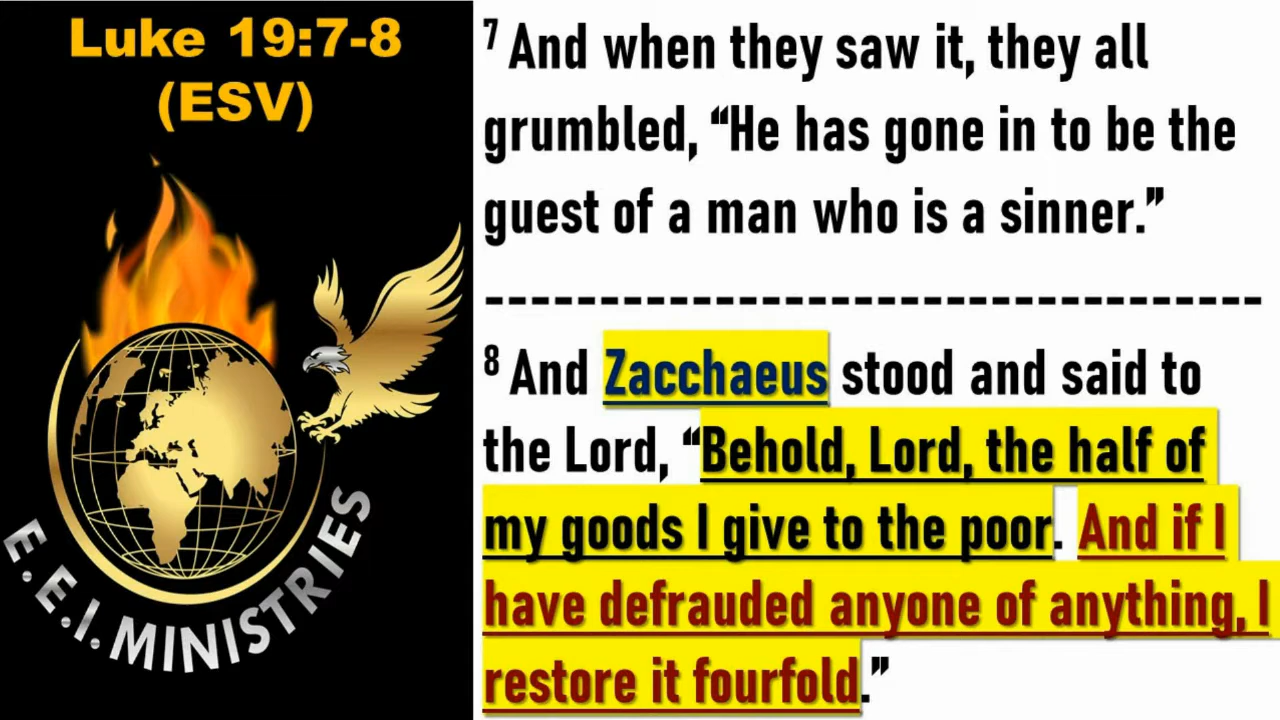 Luke 19:7-8
(ESV)
E.E.I. MINISTRIES
7 And when they saw it, they all
grumbled, “He has gone in to be the
guest of a man who is a sinner.”
----------------------------------
8 And Zacchaeus stood and said to
the Lord, “Behold, Lord, the half of
my goods I give to the poor. And if I
have defrauded anyone of anything, I
restore it fourfold.”